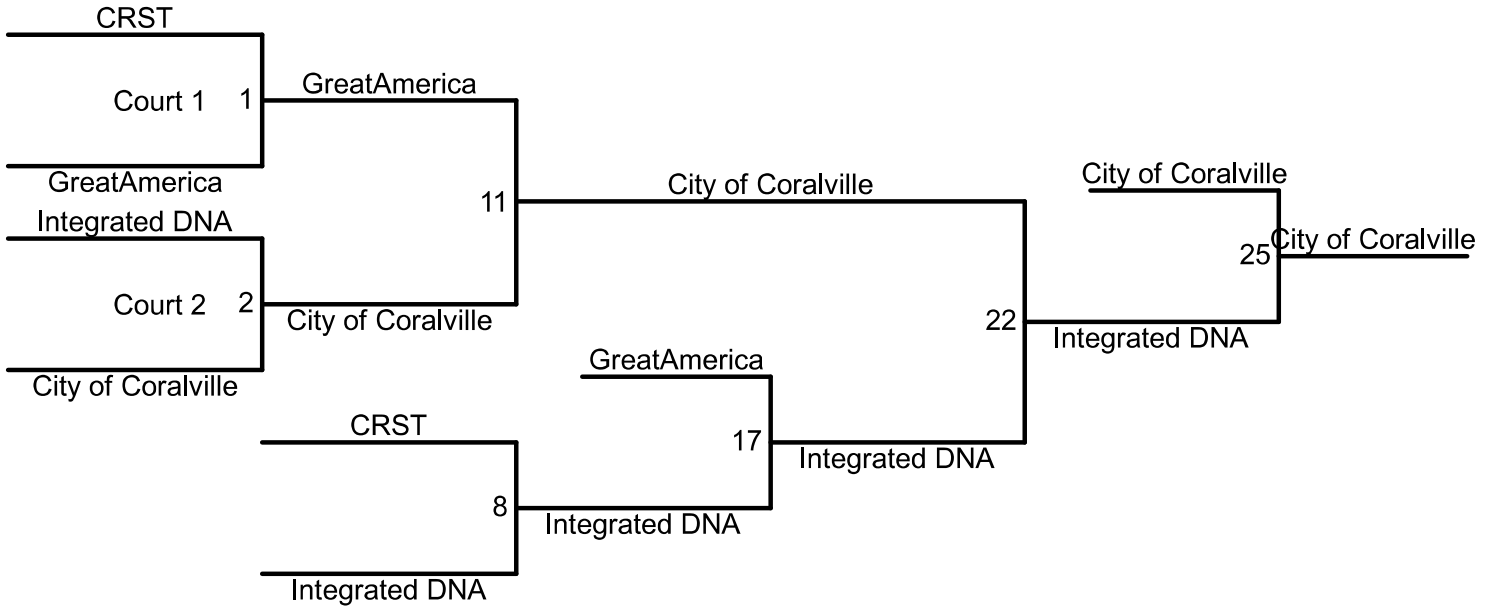 CRST
Court 1 1
GreatAmerica
GreatAmerica
Integrated DNA
Court 2 2
City of Coralville
City of Coralville
11
City of Coralville
City of Coralville
25
City of Coralville
22
Integrated DNA
GreatAmerica
17
Integrated DNA
CRST
8
Integrated DNA
Integrated DNA